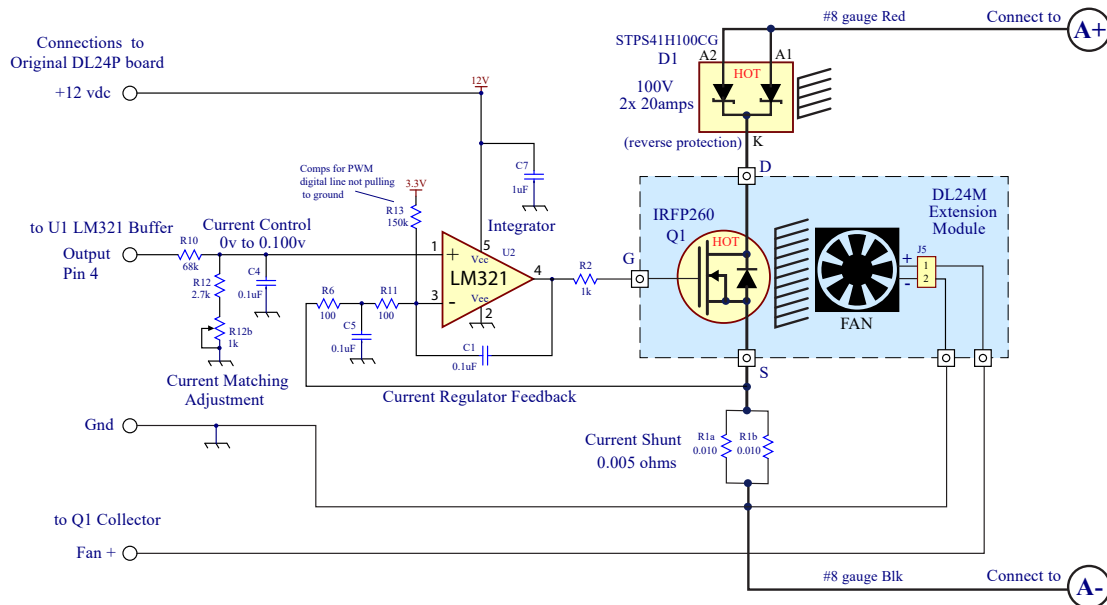 #8 gauge Red
Connect to
A+
STPS41H100CG
D1
A2
A1
HOT
100V
2x 20amps
(reverse protection)
K
Connections to
Original DL24P board
+12 vdc
12V
C7
1uF
Comps for PWM
digital line not pulling
to ground
3.3V
R13
150k
Integrator
D
DL24M
Extension
Module
IRFP260
Q1
HOT
to U1 LM321 Buffer
Output
Pin 4
Current Control
0v to 0.100v
R10
68k
R12
2.7k
C4
0.1uF
R12b
1k
Current Matching
Adjustment
1
5
Vcc
U2
+
LM321
3
-
Vee
2
4
R2
1k
G
R6
100
R11
100
C5
0.1uF
C1
0.1uF
Current Regulator Feedback
J5
+
1
-
2
FAN
S
Gnd
Current Shunt
0.005 ohms
R1a
0.010
R1b
0.010
to Q1 Collector
Fan +
#8 gauge Blk
Connect to
A-